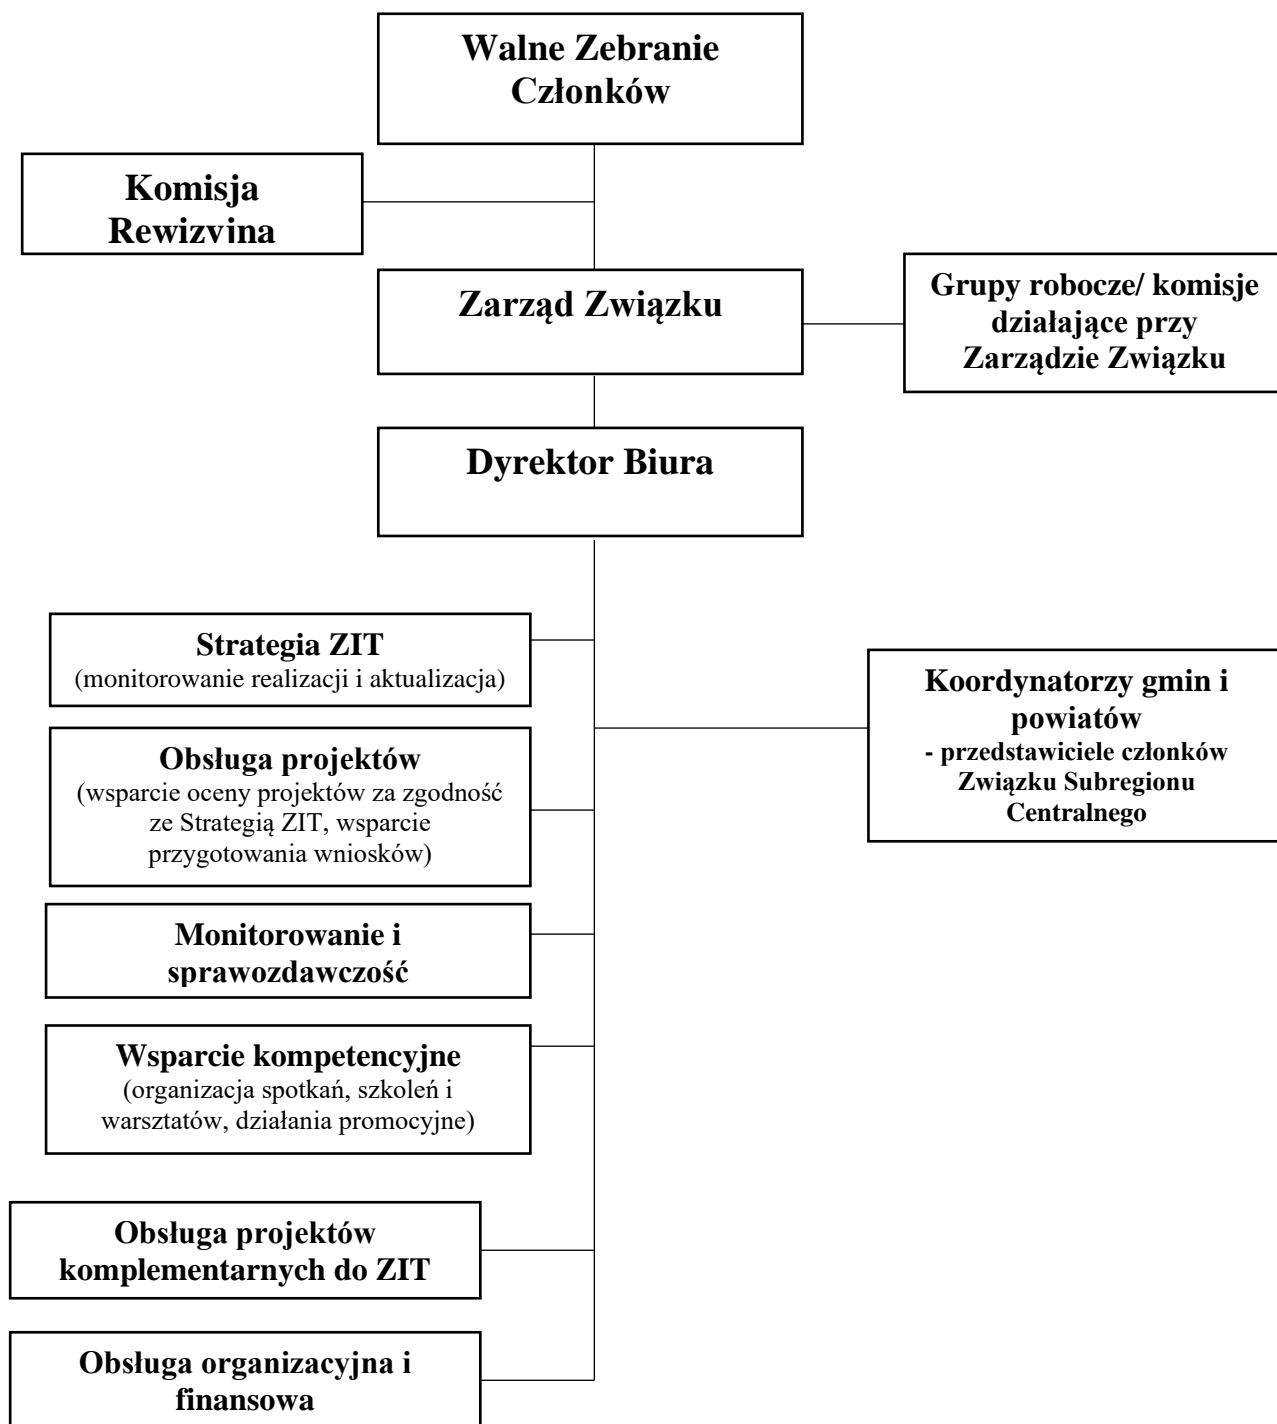 Walne Zebranie
Członków
Komisja
Rewizyjna
Zarząd Związku
Grupy robocze/ komisje
działające przy
Zarządzie Związku
Dyrektor Biura
Strategia ZIT
(monitorowanie realizacji i aktualizacja)
Koordynatorzy gmin i
powiatów
- przedstawiciele członków
Związku Subregionu
Centralnego
Obsługa projektów
(wsparcie oceny projektów za zgodność
ze Strategią ZIT, wsparcie
przygotowania wniosków)
Monitorowanie i
sprawozdawczość
Wsparcie kompetencyjne
(organizacja spotkań, szkoleń i
warsztatów, działania promocyjne)
Obsługa projektów
komplementarnych do ZIT
Obsługa organizacyjna i
finansowa